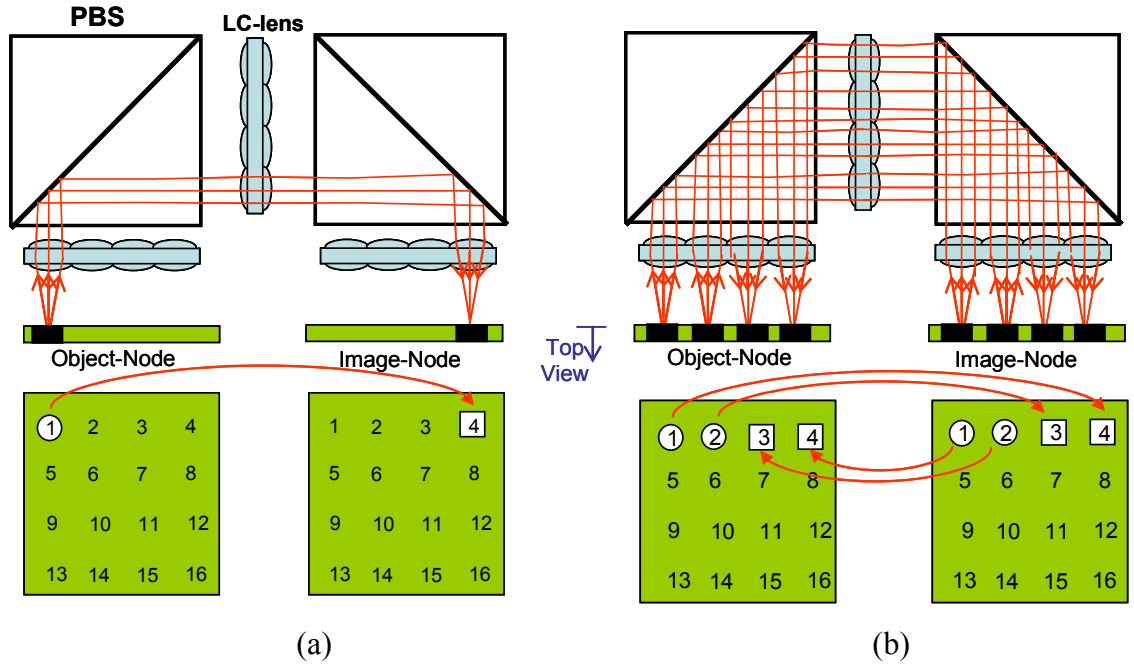 PBS
LC-lens
Object-Node
Image-Node
1 2 3 4
5 6 7 8
9 10 11 12
13 14 15 16
1 2 3 4
5 6 7 8
9 10 11 12
13 14 15 16
(a)
Top
View
Object-Node
Image-Node
1 2 3 4
5 6 7 8
9 10 11 12
13 14 15 16
1 2 3 4
5 6 7 8
9 10 11 12
13 14 15 16
(b)